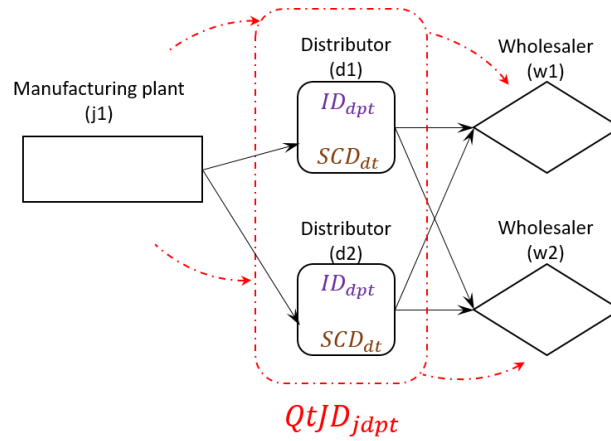 Manufacturing plant
(j1)
Distributor
(d1)
ID_dpt
SCD_dt
Wholesaler
(w1)
Distributor
(d2)
ID_dpt
SCD_dt
Wholesaler
(w2)
QtJD_jdpt